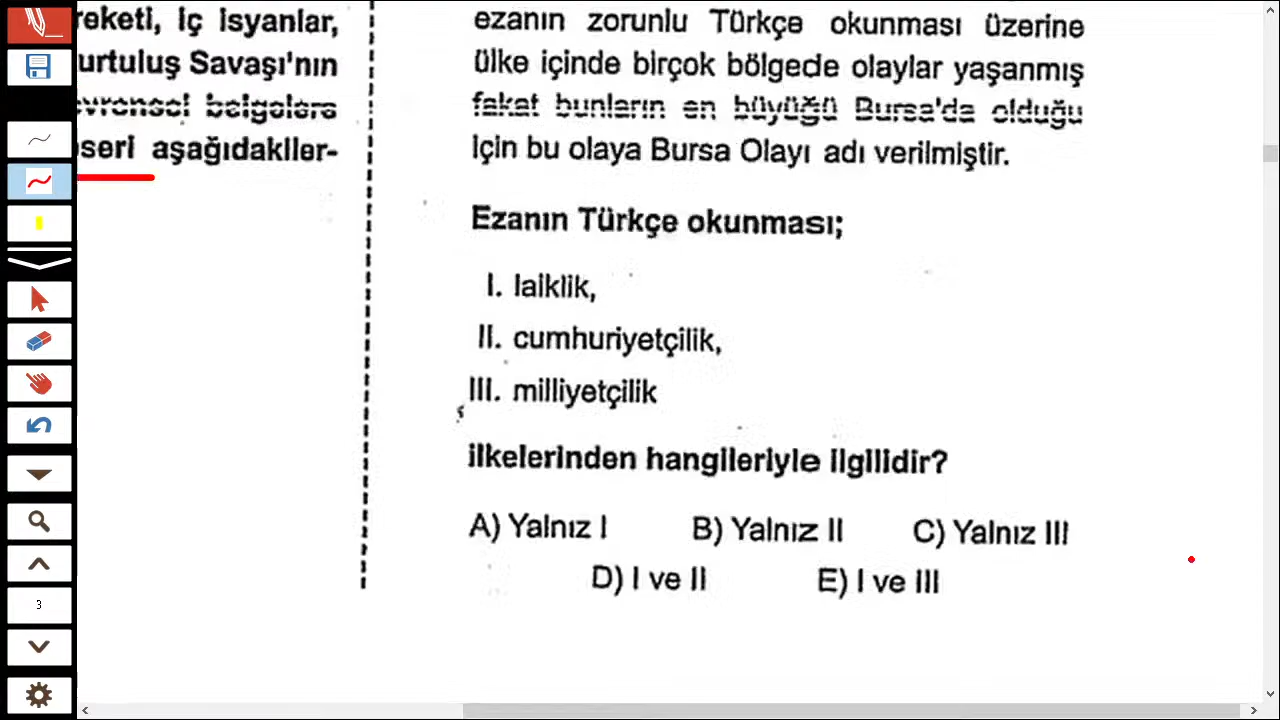 reketi, iç isyanlar,
urtuluş Savaşı'nın
evrensel belgelere
eseri aşağıdakiler-
ezanın zorunlu Türkçe okunması üzerine
ülke içinde birçok bölgede olaylar yaşanmış
fakat bunların en büyüğü Bursa'da olduğu
için bu olaya Bursa Olayı adı verilmiştir.
Ezanın Türkçe okunması;
I. laiklik,
II. cumhuriyetçilik,
III. milliyetçilik
ilkelerinden hangileriyle ilgilidir?
A) Yalnız I B) Yalnız II C) Yalnız III
D) I ve II E) I ve III
3